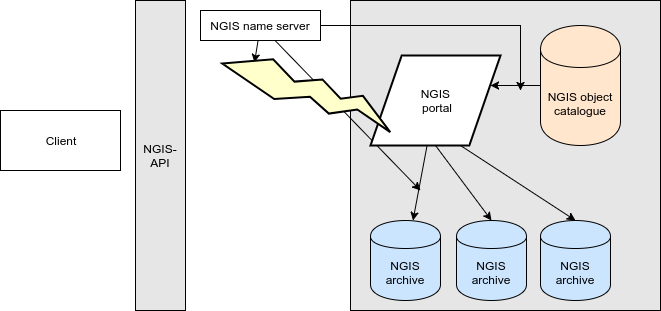 NGIS name server
NGIS
portal
NGIS object
catalogue
Client
NGIS-
API
NGIS
archive
NGIS
archive
NGIS
archive